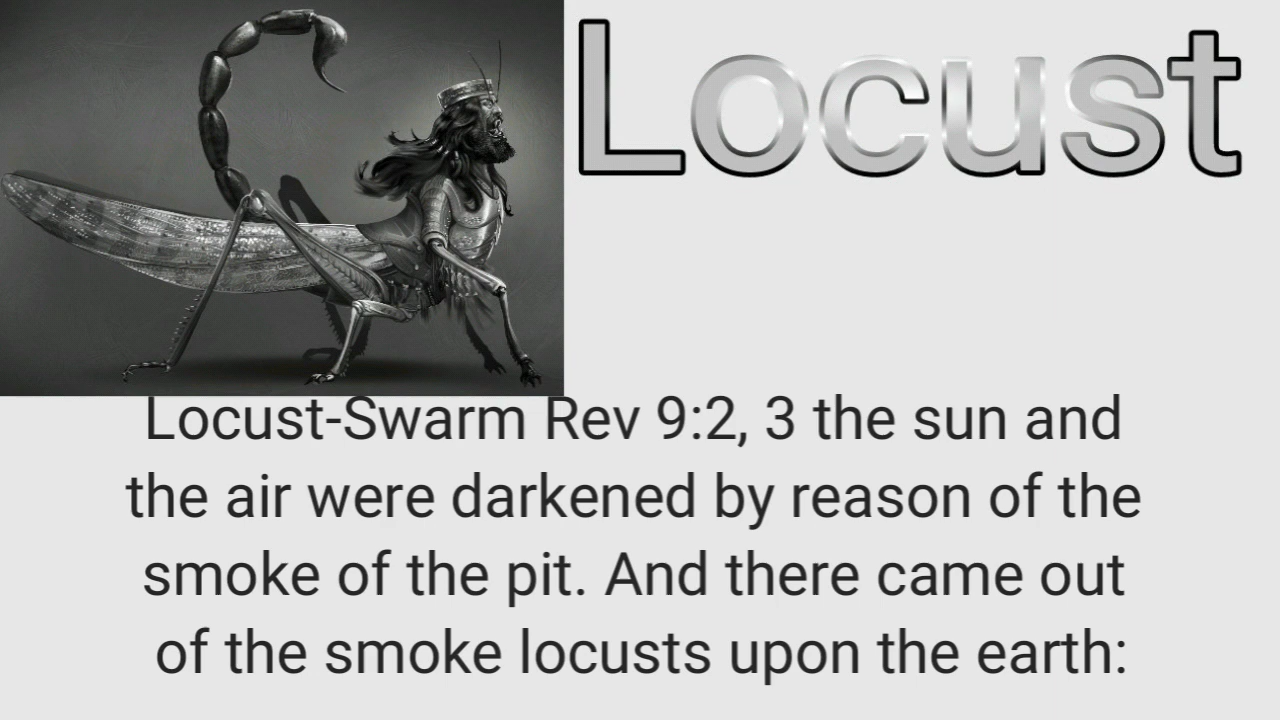 Locust
Locust-Swarm Rev 9:2, 3 the sun and
the air were darkened by reason of the
smoke of the pit. And there came out
of the smoke locusts upon the earth: